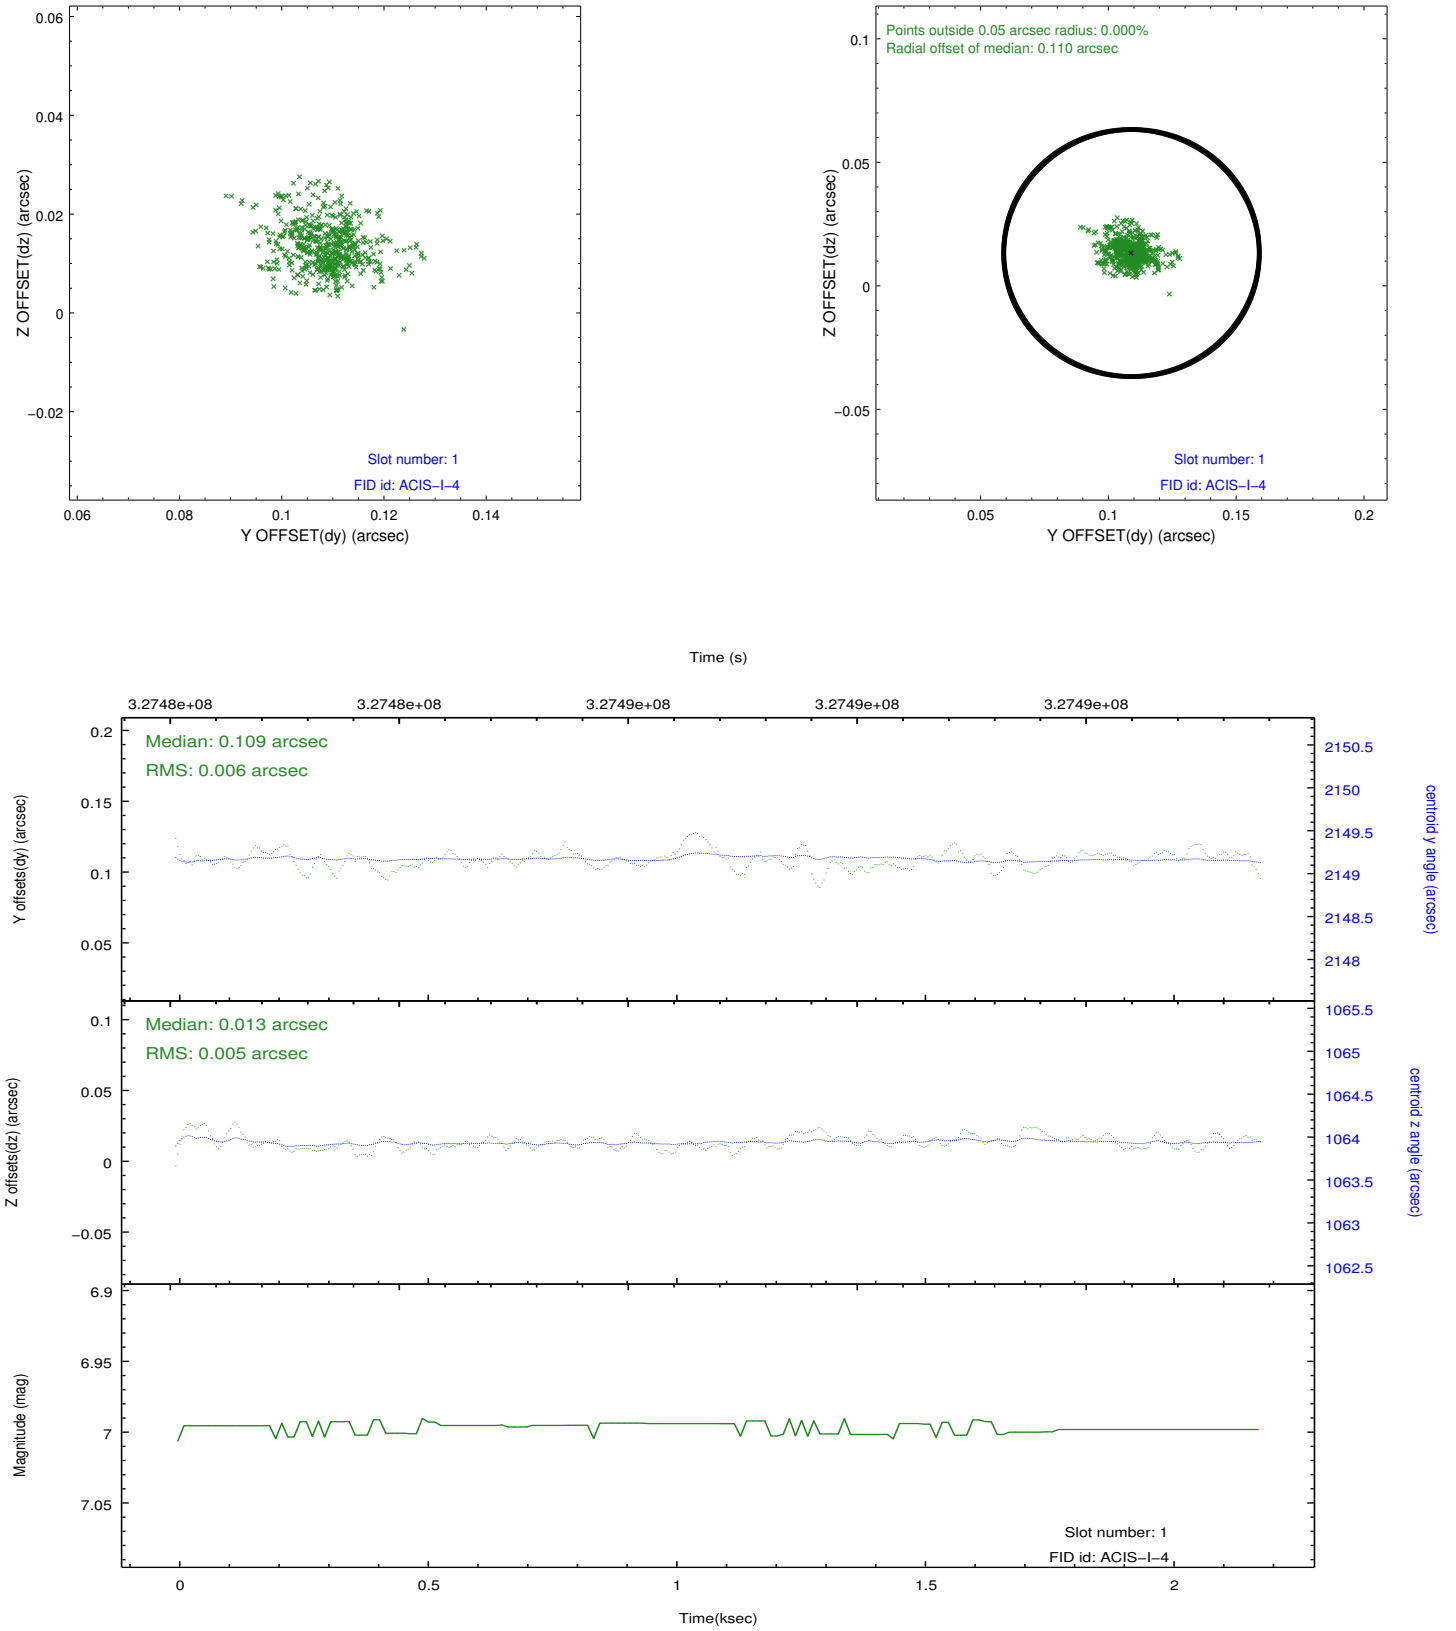 0.06
0.04
0.02
0
−0.02
Z OFFSET(dz) (arcsec)
Slot number: 1
FID id: ACIS−I−4
0.06
0.08
0.1
0.12
0.14
Y OFFSET(dy) (arcsec)
Points outside 0.05 arcsec radius: 0.000%
Radial offset of median: 0.110 arcsec
0.1
0.05
0
−0.05
Z OFFSET(dz) (arcsec)
Slot number: 1
FID id: ACIS−I−4
0.05
0.1
0.15
0.2
Y OFFSET(dy) (arcsec)
Time (s)
3.2748e+08
3.2748e+08
3.2749e+08
3.2749e+08
3.2749e+08
Median: 0.109 arcsec
RMS: 0.006 arcsec
0.2
0.15
0.1
0.05
Y offsets(dy) (arcsec)
2150.5
2150
2149.5
2149
2148.5
2148
centroid y angle (arcsec)
Median: 0.013 arcsec
RMS: 0.005 arcsec
0.1
0.05
0
−0.05
Z offsets(dz) (arcsec)
1065.5
1065
1064.5
1064
1063.5
1063
1062.5
centroid z angle (arcsec)
6.9
6.95
7
7.05
Magnitude (mag)
Slot number: 1
FID id: ACIS−I−4
0
0.5
1
1.5
2
Time(ksec)